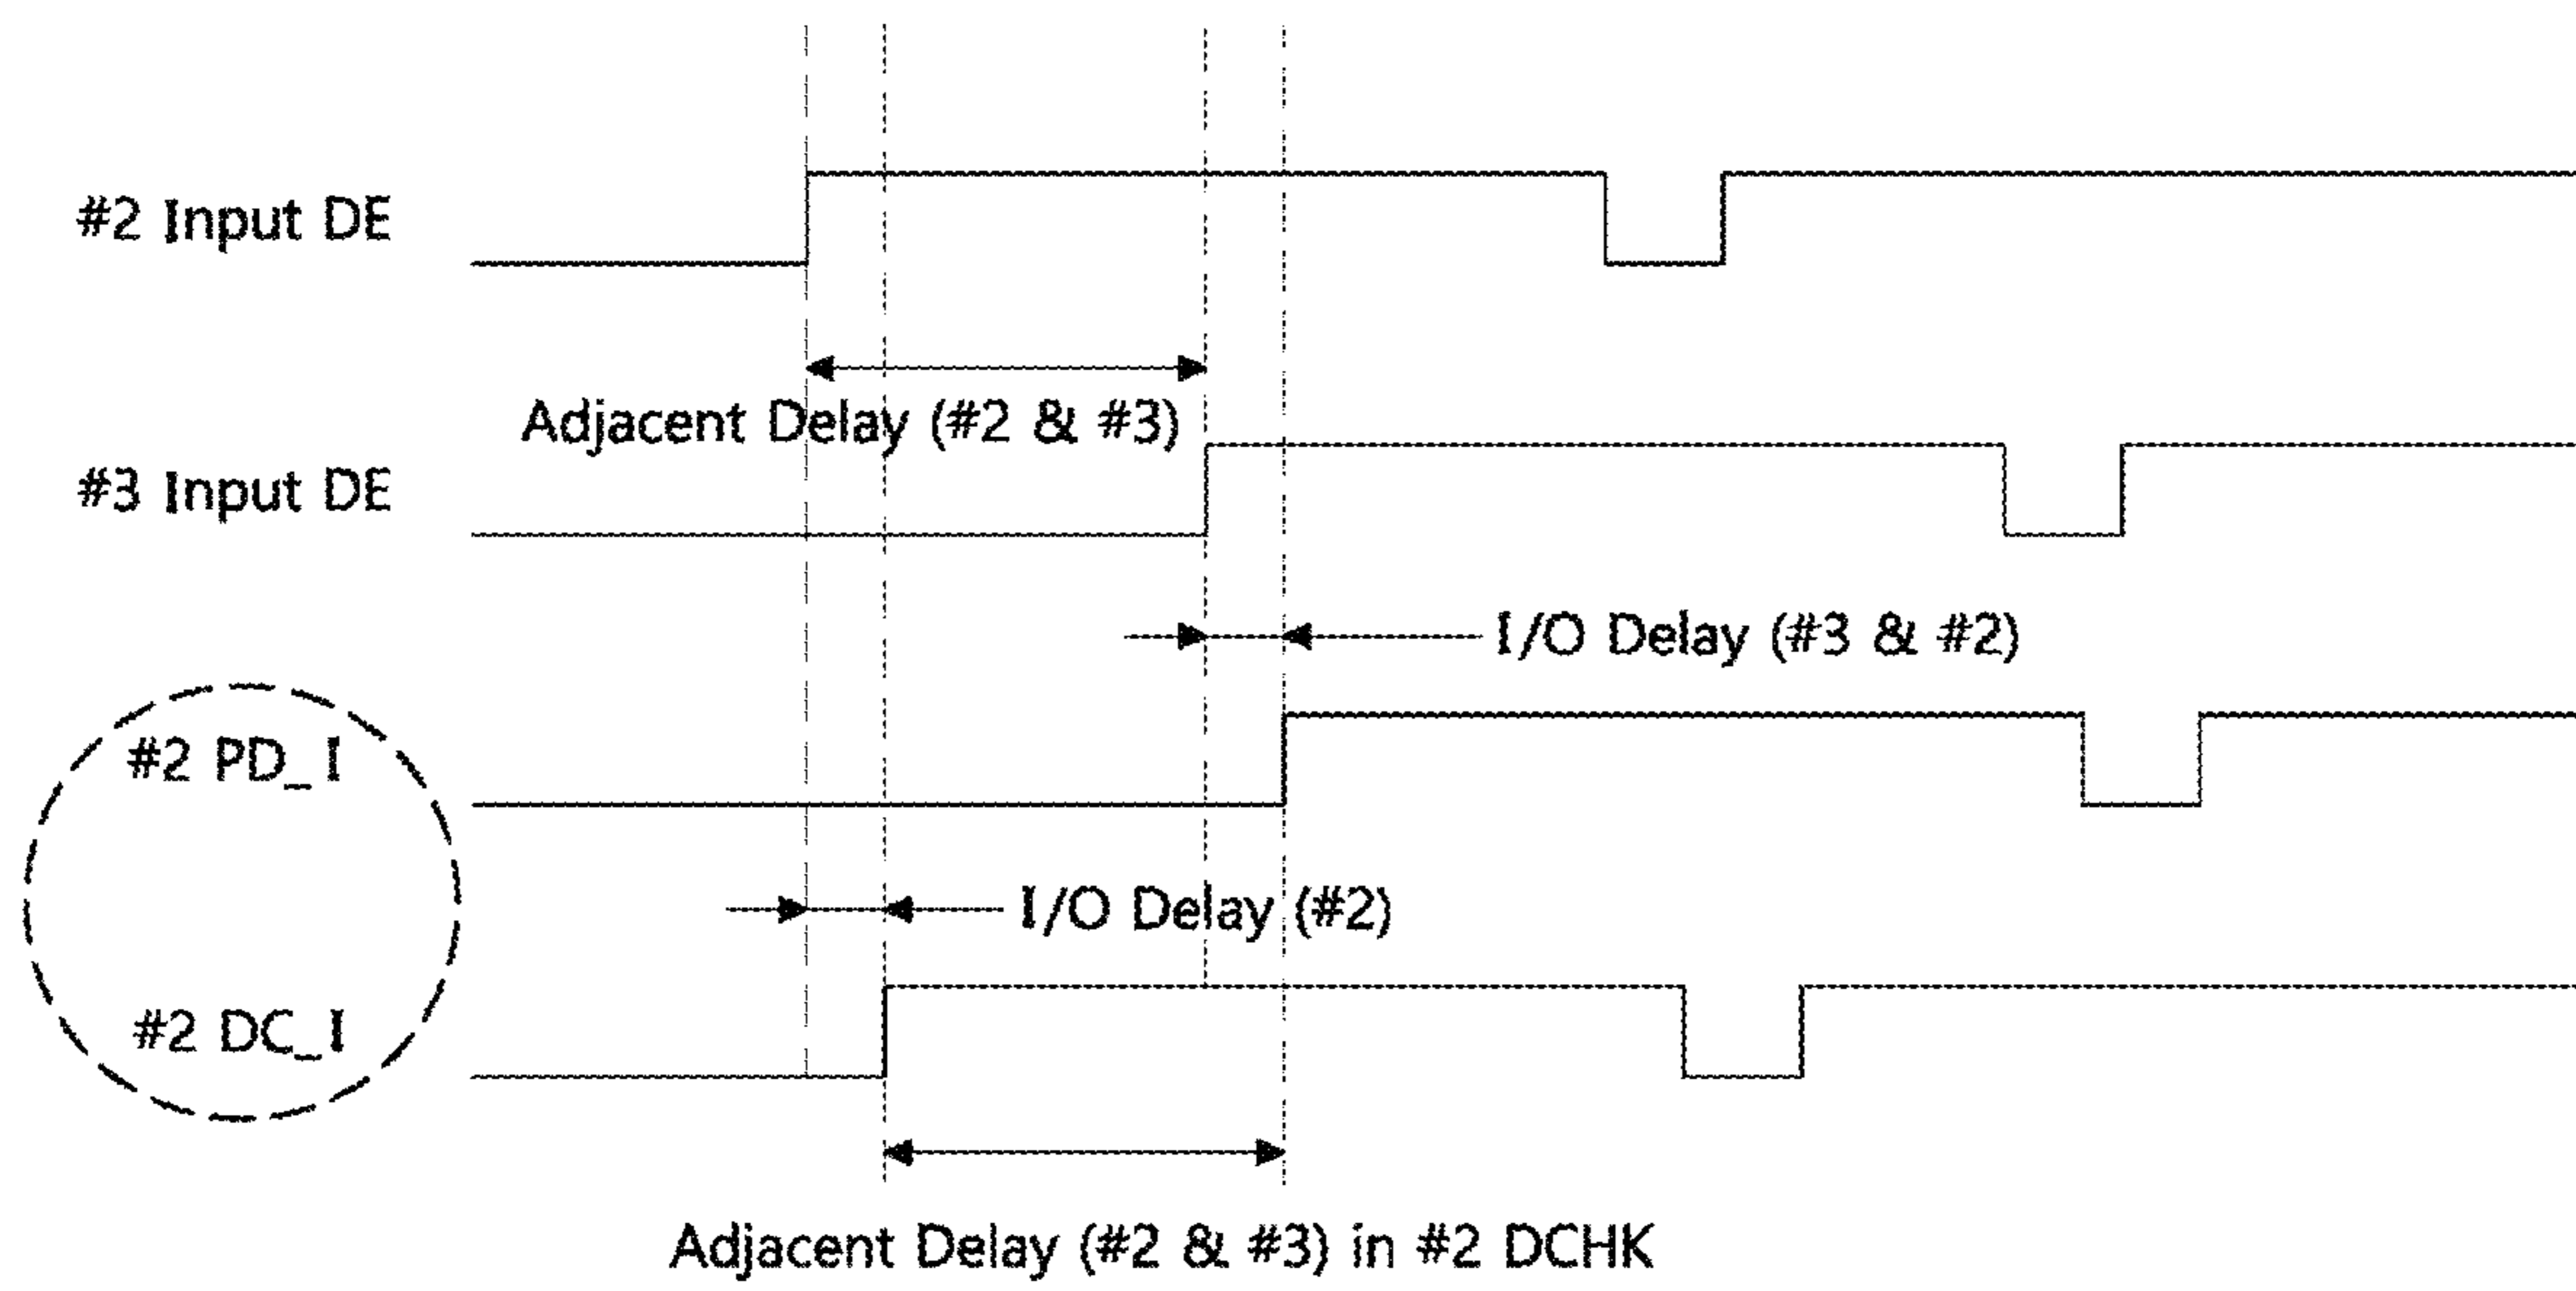 #2 Input DE
Adjacent Delay (#2 & #3)
#3 Input DE
I/O Delay (#3 & #2)
#2 PD_I
I/O Delay (#2)
#2 DC_I
Adjacent Delay (#2 & #3) in #2 DCHK